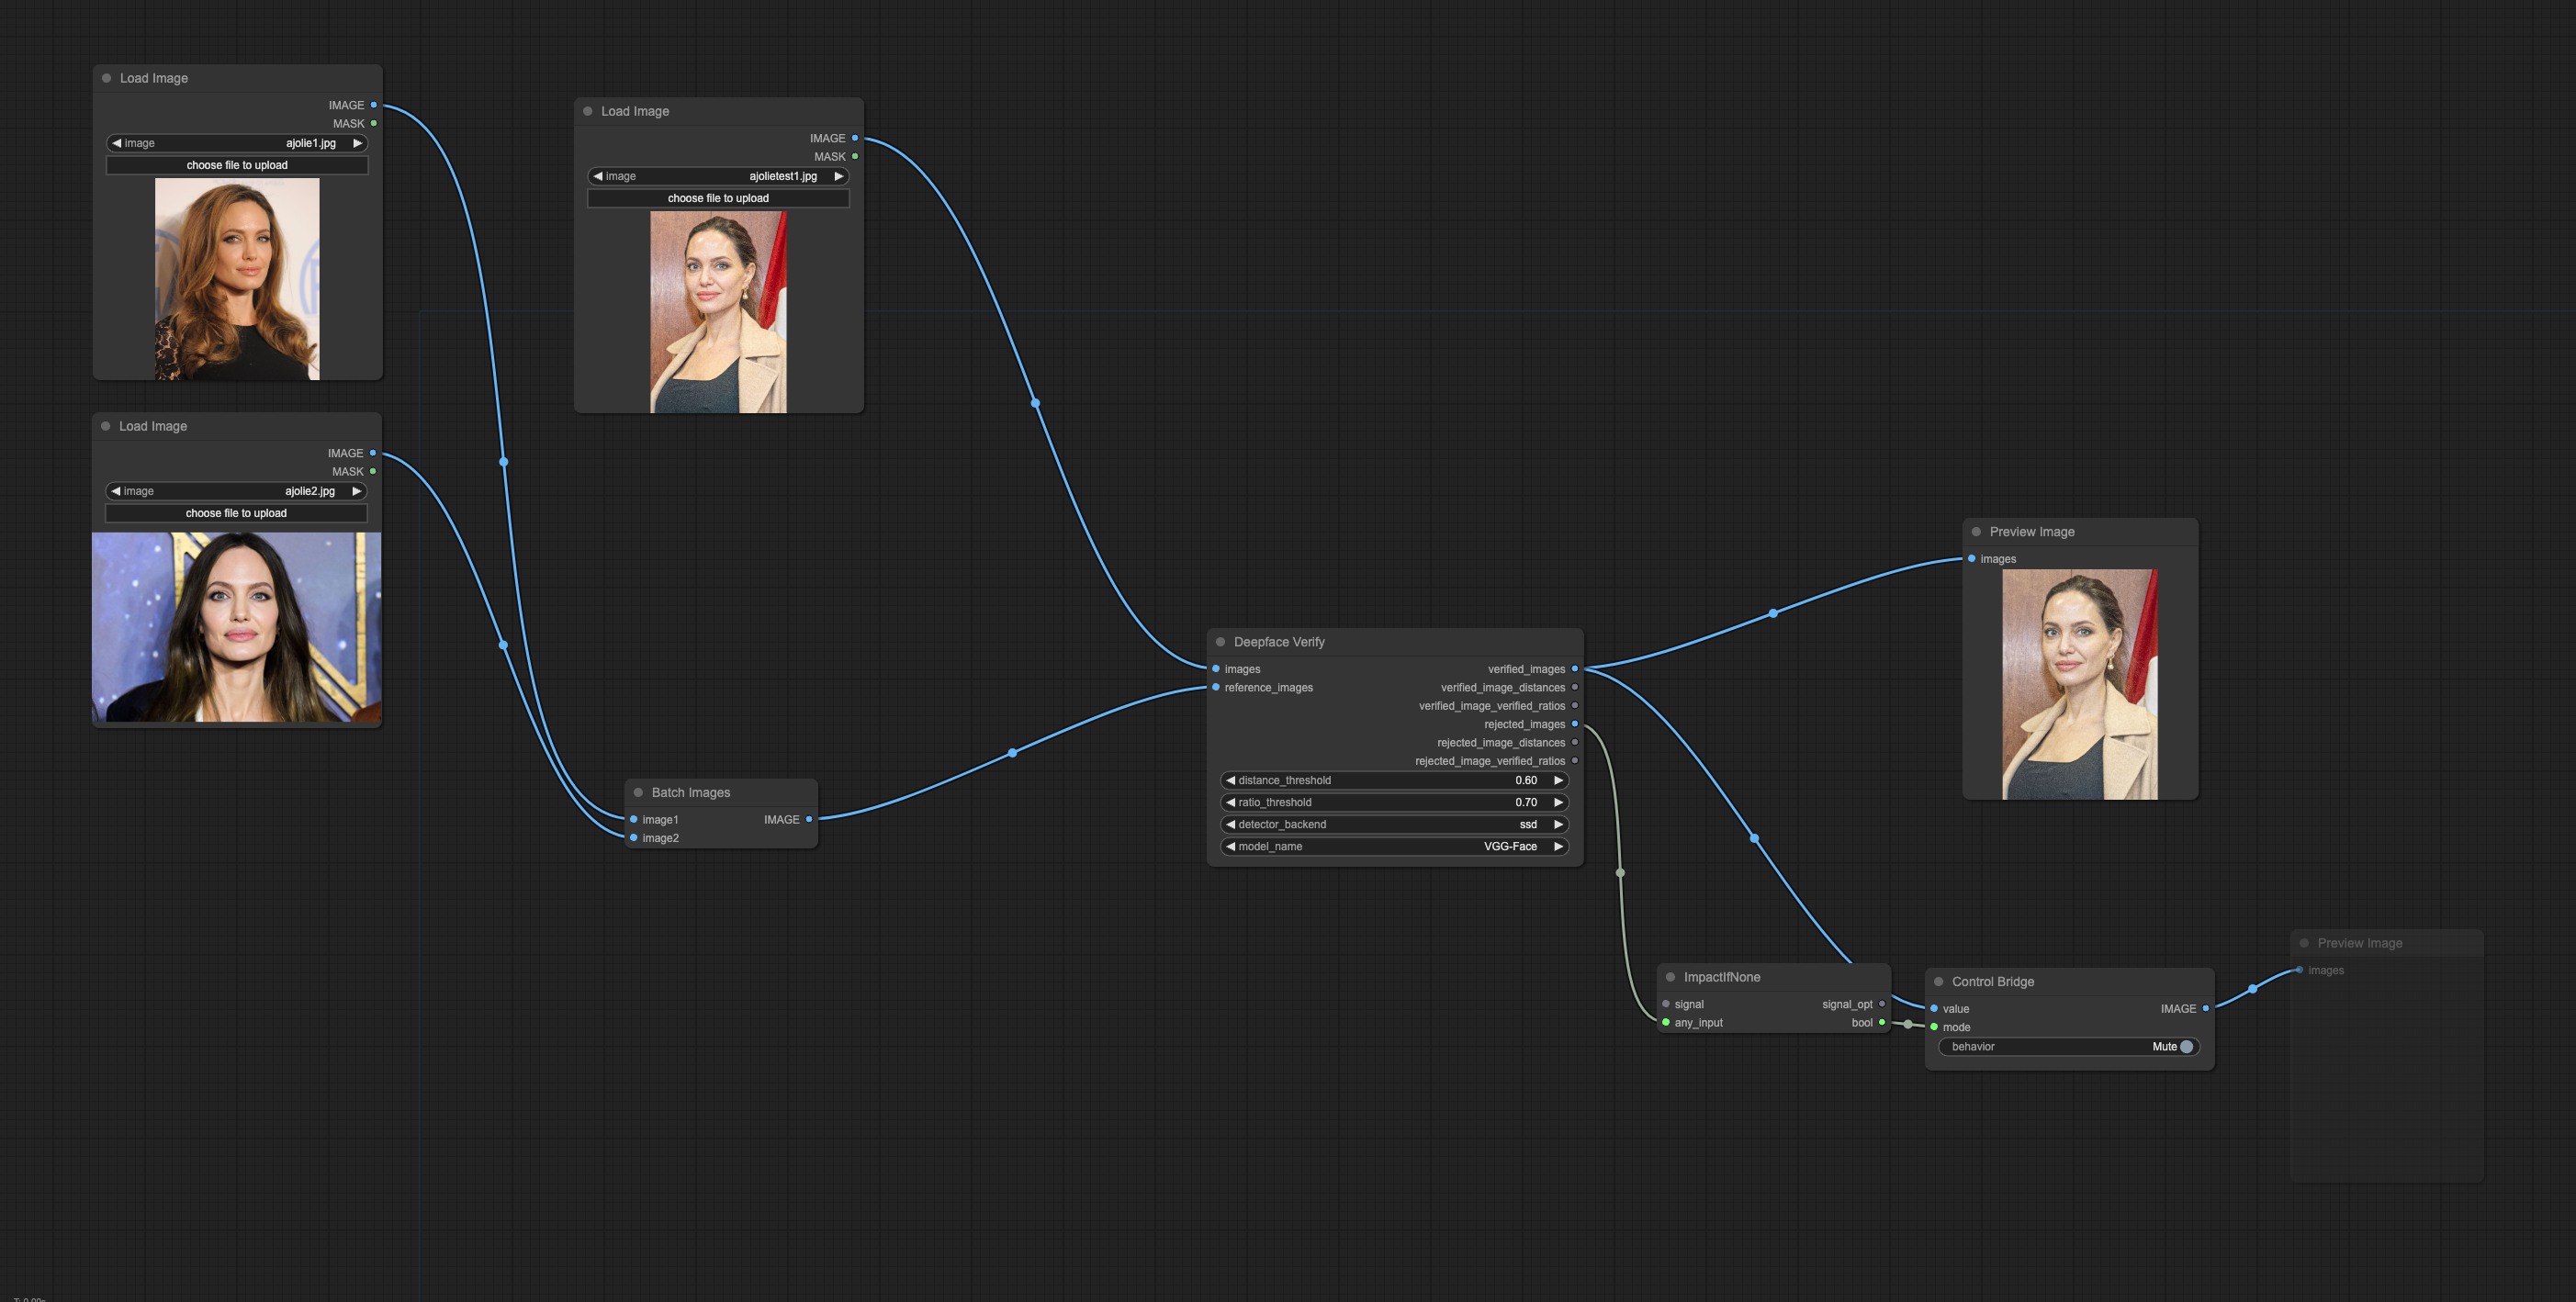 Load Image
IMAGE
MASK
image ajolie1.jpg
choose file to upload
Load Image
IMAGE
MASK
image ajolietest1.jpg
choose file to upload
Load Image
IMAGE
MASK
image ajolie2.jpg
choose file to upload
Batch Images
image1 IMAGE
image2
Deepface Verify
images verified_images
reference_images verified_image_distances
verified_image_verified_ratios
rejected_images
rejected_image_distances
rejected_image_verified_ratios
distance_threshold 0.60
ratio_threshold 0.70
detector_backend ssd
model_name VGG-Face
Preview Image
images
ImpactIfNone
signal signal_opt
any_input bool
Control Bridge
value IMAGE
mode
behavior Mute
Preview Image
images